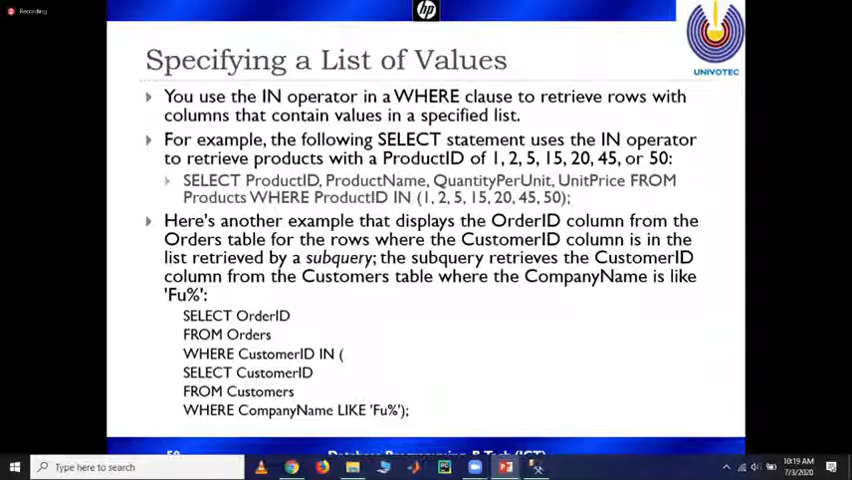 Recording
hp
UNIVOTEC
Specifying a List of Values
You use the IN operator in a WHERE clause to retrieve rows with
columns that contain values in a specified list.
For example, the following SELECT statement uses the IN operator
to retrieve products with a ProductID of 1, 2, 5, 15, 20, 45, or 50:
SELECT ProductID, ProductName, QuantityPerUnit, UnitPrice FROM
Products WHERE ProductID IN (1, 2, 5, 15, 20, 45, 50);
Here's another example that displays the OrderID column from the
Orders table for the rows where the CustomerID column is in the
list retrieved by a subquery; the subquery retrieves the CustomerID
column from the Customers table where the CompanyName is like
'Fu%':
SELECT OrderID
FROM Orders
WHERE CustomerID IN (
SELECT CustomerID
FROM Customers
WHERE CompanyName LIKE 'Fu%');
Database Programming, B.Tech (ICT)
Type here to search
PC
10:19 AM
7/3/2020